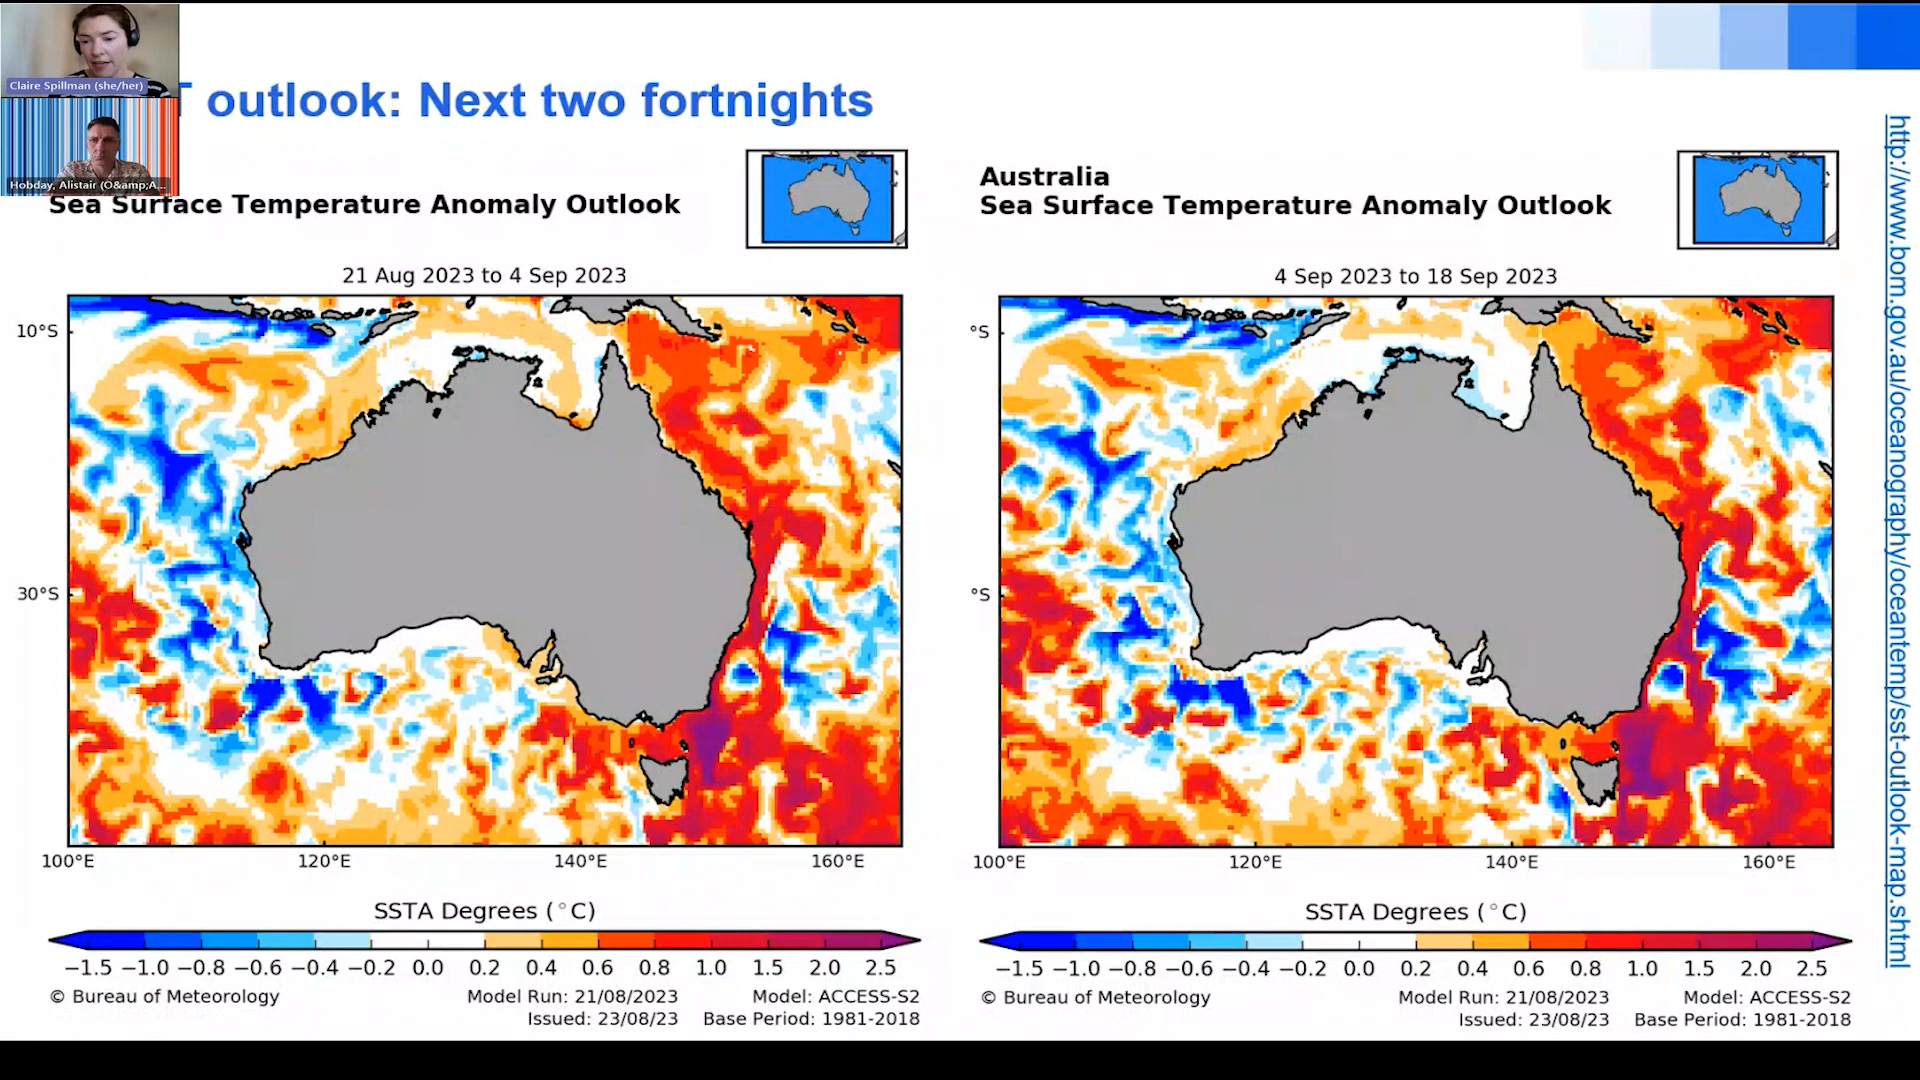 Claire Spillman (she/her)
Hobday, Alistair (O&amp;A...
T outlook: Next two fortnights
Sea Surface Temperature Anomaly Outlook
21 Aug 2023 to 4 Sep 2023
10°S
30°S
100°E 120°E 140°E 160°E
SSTA Degrees (°C)
−1.5 −1.0 −0.8 −0.6 −0.4 −0.2 0.0 0.2 0.4 0.6 0.8 1.0 1.5 2.0 2.5
© Bureau of Meteorology Model Run: 21/08/2023 Model: ACCESS-S2
Issued: 23/08/23 Base Period: 1981-2018
Australia
Sea Surface Temperature Anomaly Outlook
4 Sep 2023 to 18 Sep 2023
°S
°S
100°E 120°E 140°E 160°E
SSTA Degrees (°C)
−1.5 −1.0 −0.8 −0.6 −0.4 −0.2 0.0 0.2 0.4 0.6 0.8 1.0 1.5 2.0 2.5
© Bureau of Meteorology Model Run: 21/08/2023 Model: ACCESS-S2
Issued: 23/08/23 Base Period: 1981-2018
http://www.bom.gov.au/oceanography/oceantemp/sst-outlook-map.shtml